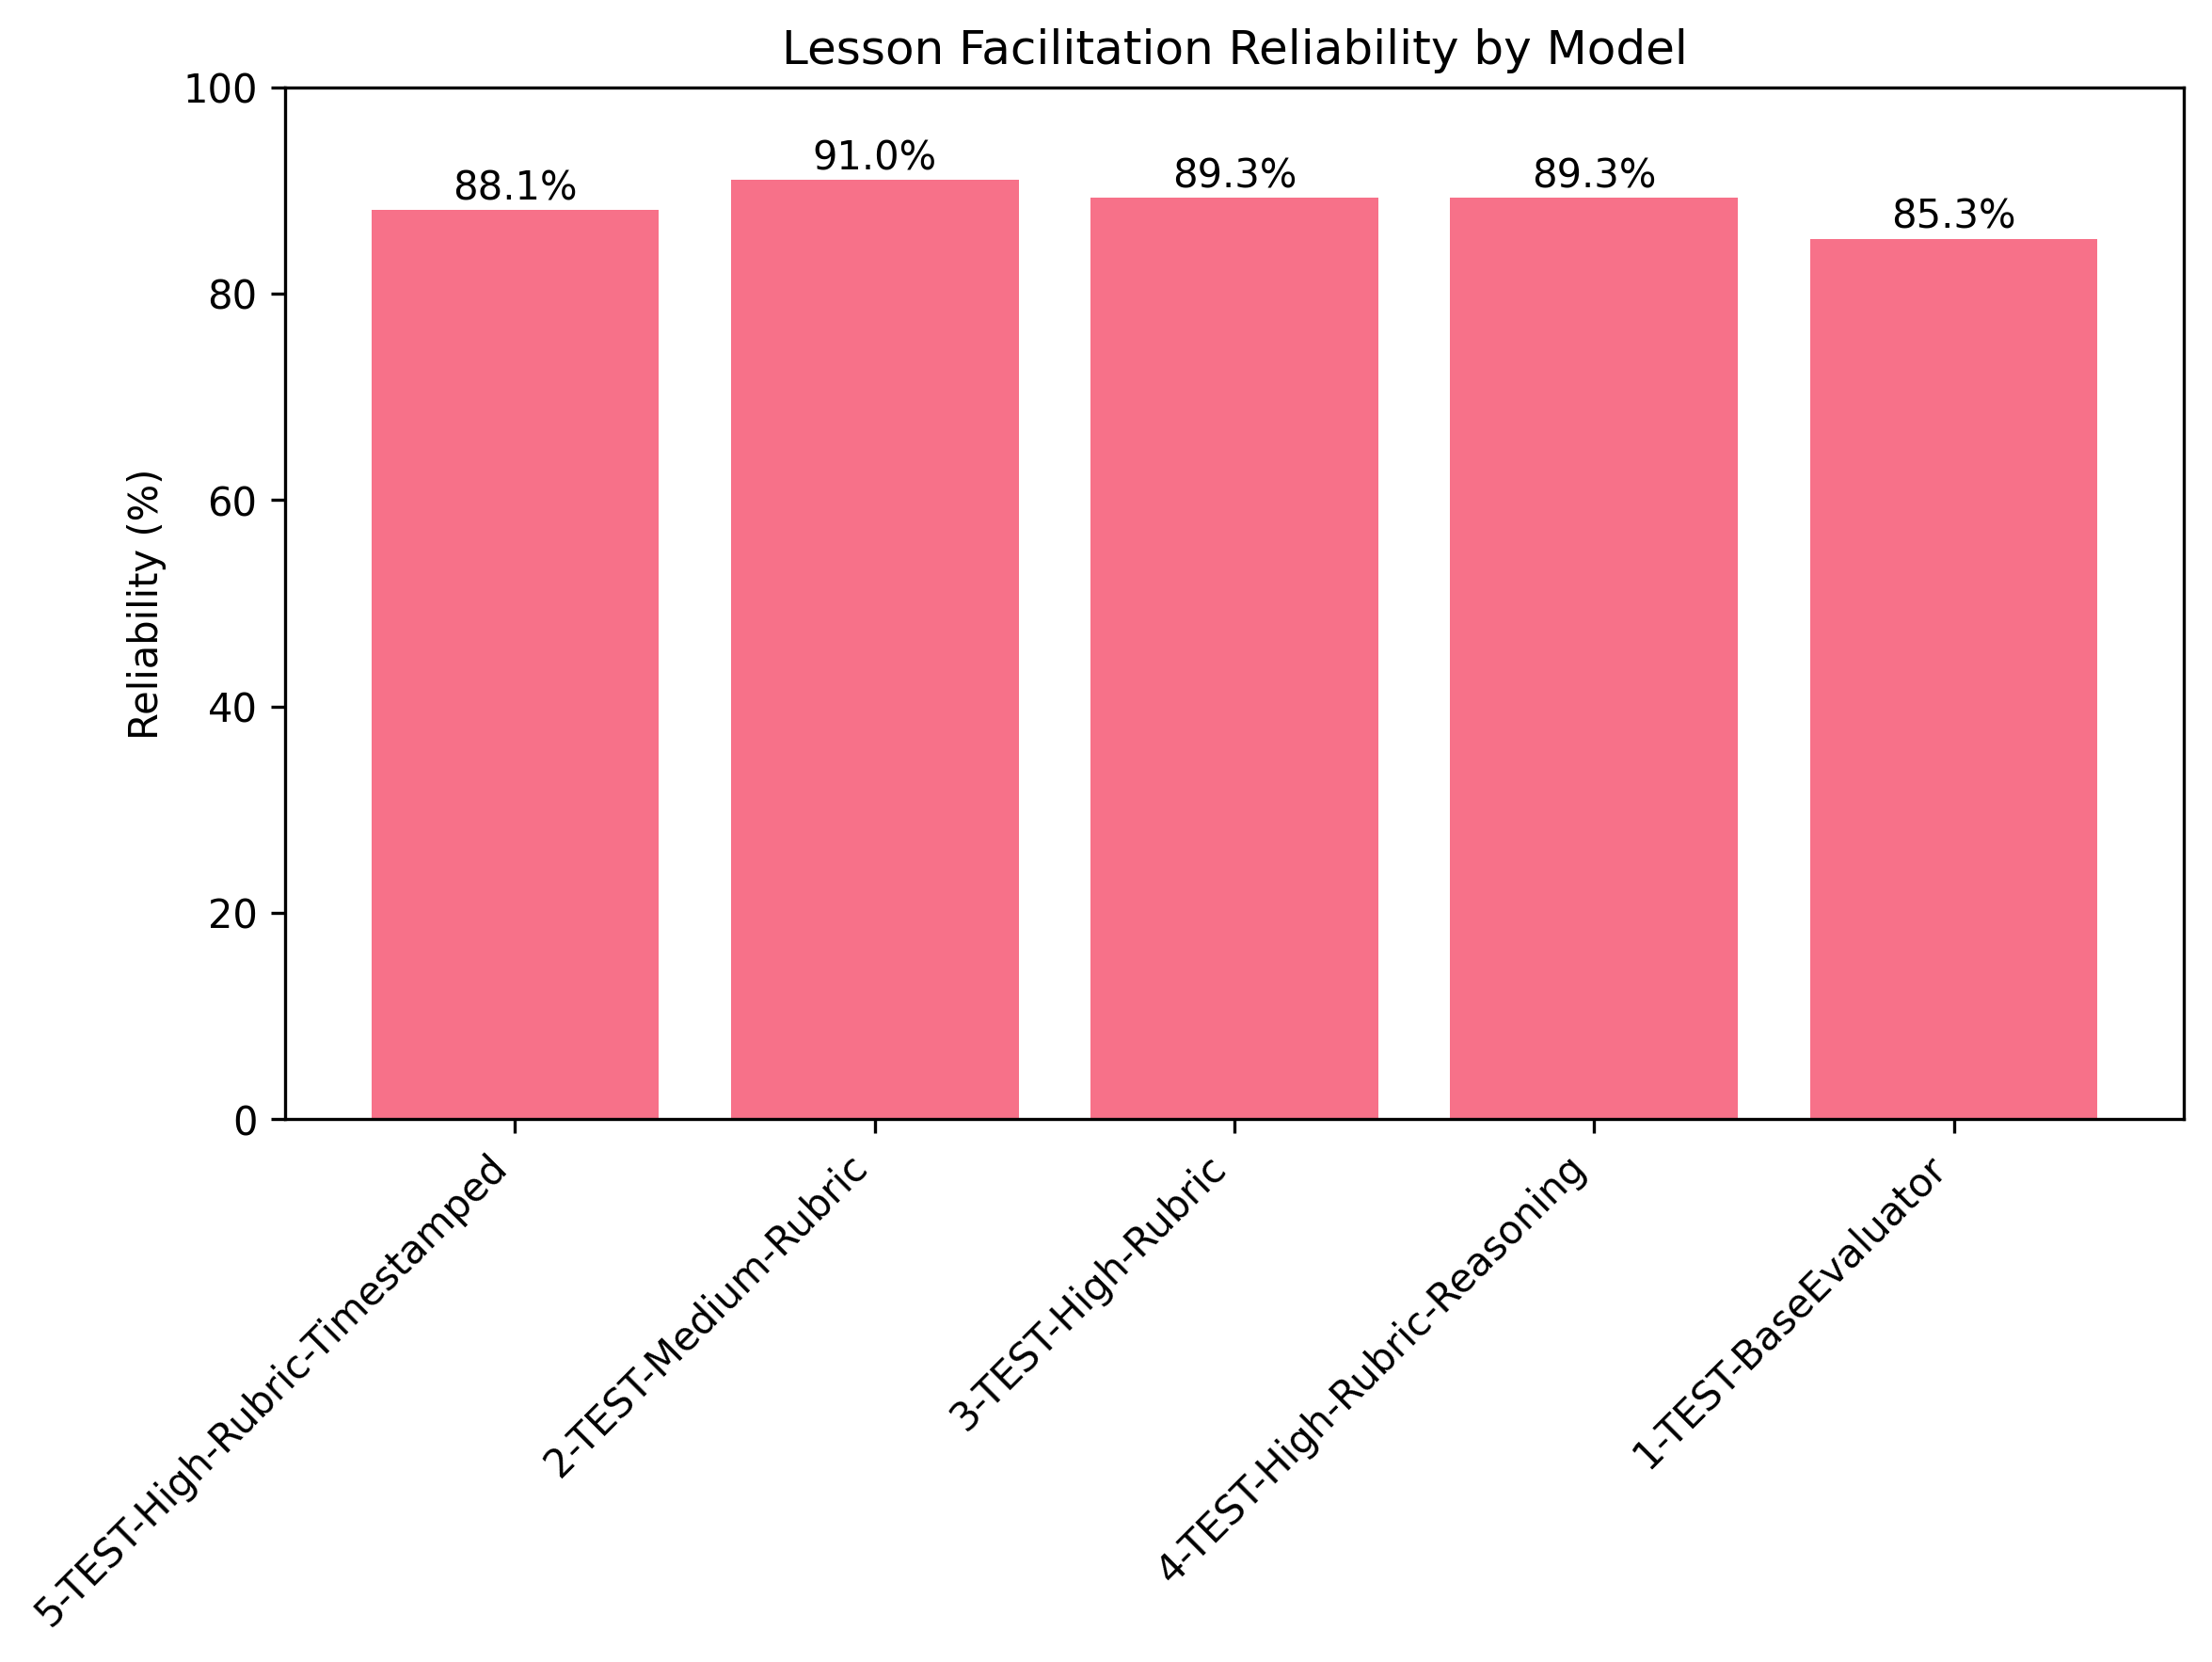 Lesson Facilitation Reliability by Model
Reliability (%)
100
80
60
40
20
0
88.1%
91.0%
89.3%
89.3%
85.3%
5-TEST-High-Rubric-Timestamped
2-TEST-Medium-Rubric
3-TEST-High-Rubric
4-TEST-High-Rubric-Reasoning
1-TEST-BaseEvaluator